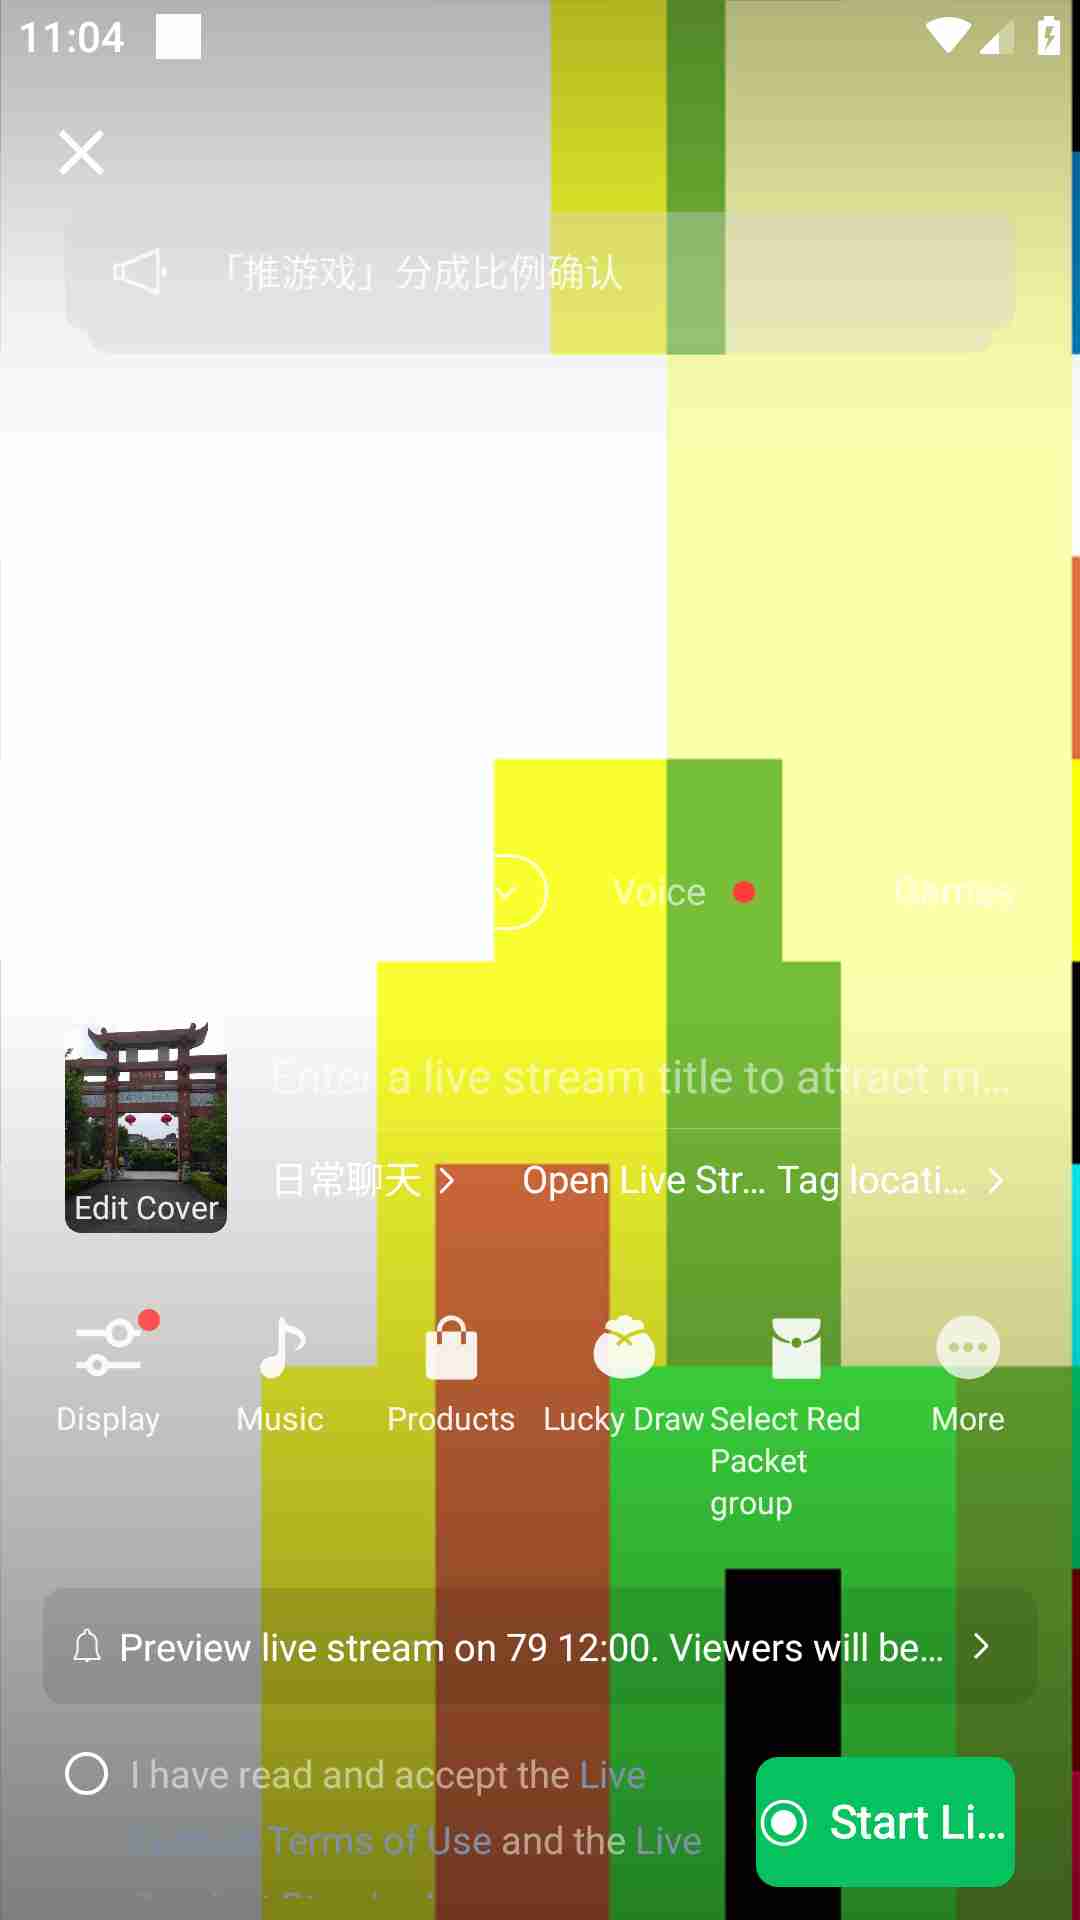 11:04
「推游戏」分成比例确认
Voice
Games
Enter a live stream title to attract m...
日常聊天
Open Live Str... Tag locati...
Edit Cover
Display
Music
Products
Lucky Draw
Select Red
Packet
group
More
Preview live stream on 79 12:00. Viewers will be...
I have read and accept the Live
Terms of Use and the Live
Start Li...